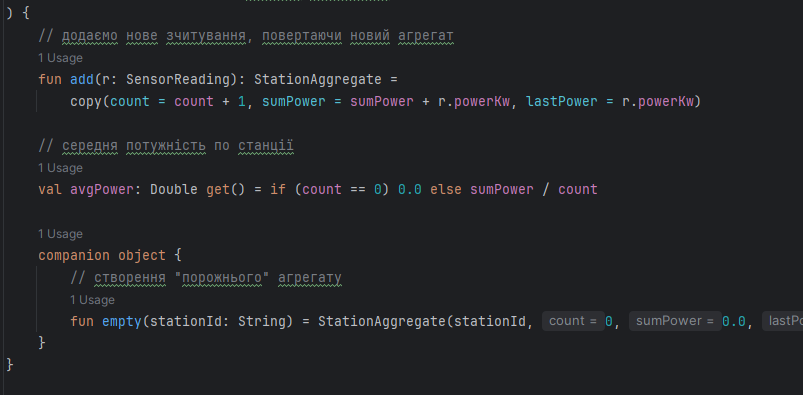 ) {
// додаємо нове зчитування, повертаючи новий агрегат
1 Usage
fun add(r: SensorReading): StationAggregate =
copy(count = count + 1, sumPower = sumPower + r.powerKw, lastPower = r.powerKw)
// середня потужність по станції
1 Usage
val avgPower: Double get() = if (count == 0) 0.0 else sumPower / count
1 Usage
companion object {
// створення "порожнього" агрегату
1 Usage
fun empty(stationId: String) = StationAggregate(stationId, count = 0, sumPower = 0.0,
}
}